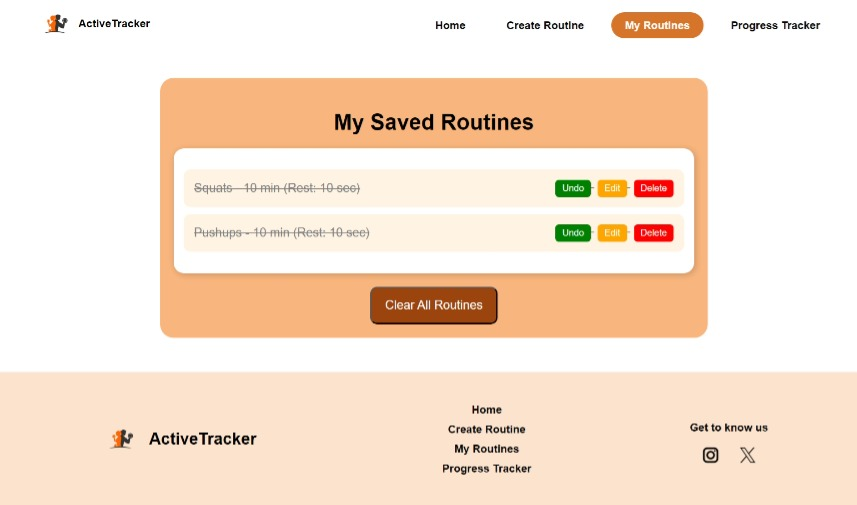 ActiveTracker Home Create Routine My Routines Progress Tracker
My Saved Routines
Squats - 10 min (Rest: 10 sec) Undo Edit Delete
Pushups - 10 min (Rest: 10 sec) Undo Edit Delete
Clear All Routines
ActiveTracker
Home
Create Routine
My Routines
Progress Tracker
Get to know us